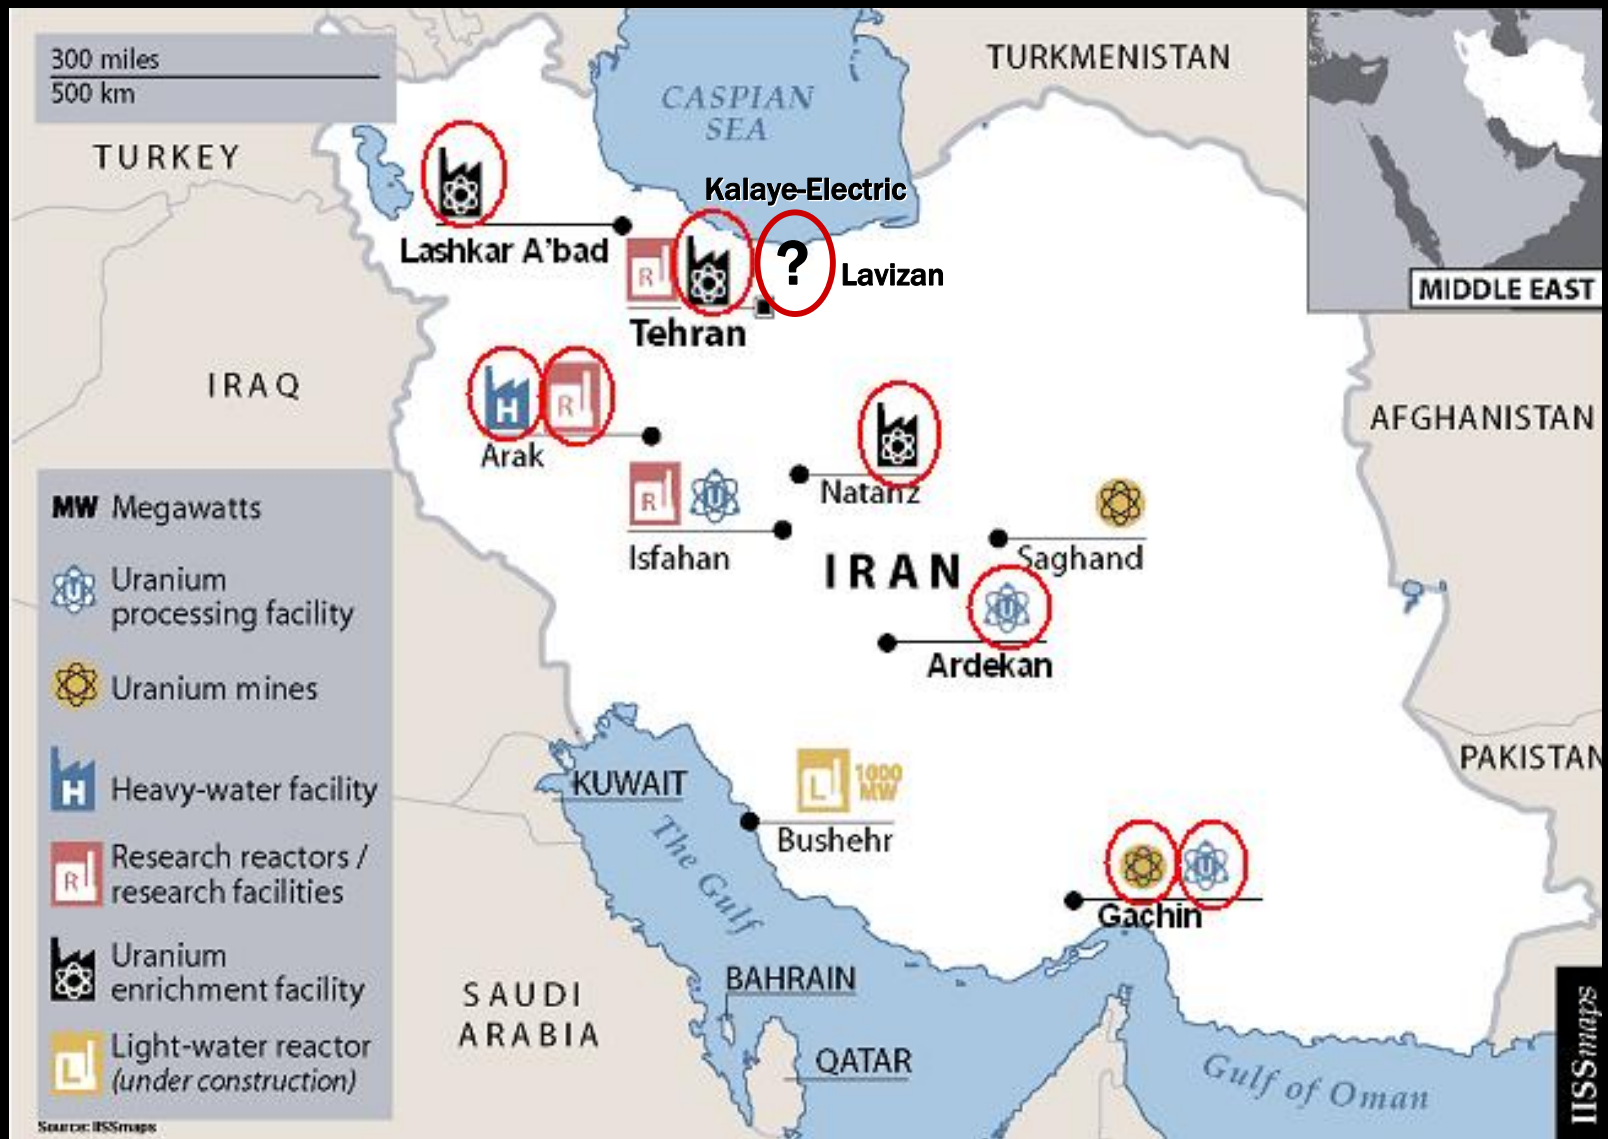 300 miles
500 km
TURKMENISTAN
CASPIAN
SEA
TURKEY
Kalaye-Electric
Lashkar A'bad
R
?
Lavizan
MIDDLE EAST
Tehran
IRAQ
H
R
AFGHANISTAN
Arak
Natanz
R
U
Isfahan
IRAN
Saghand
U
Ardekan
MW Megawatts
U
Uranium
processing facility
Uranium mines
H
Heavy-water facility
R
Research reactors /
research facilities
Uranium
enrichment facility
L
Light-water reactor
(under construction)
PAKISTAN
KUWAIT
L
1000
MW
Bushehr
The Gulf
U
Gachin
BAHRAIN
SAUDI
ARABIA
QATAR
Gulf of Oman
IISSmaps
Source: IISSmaps